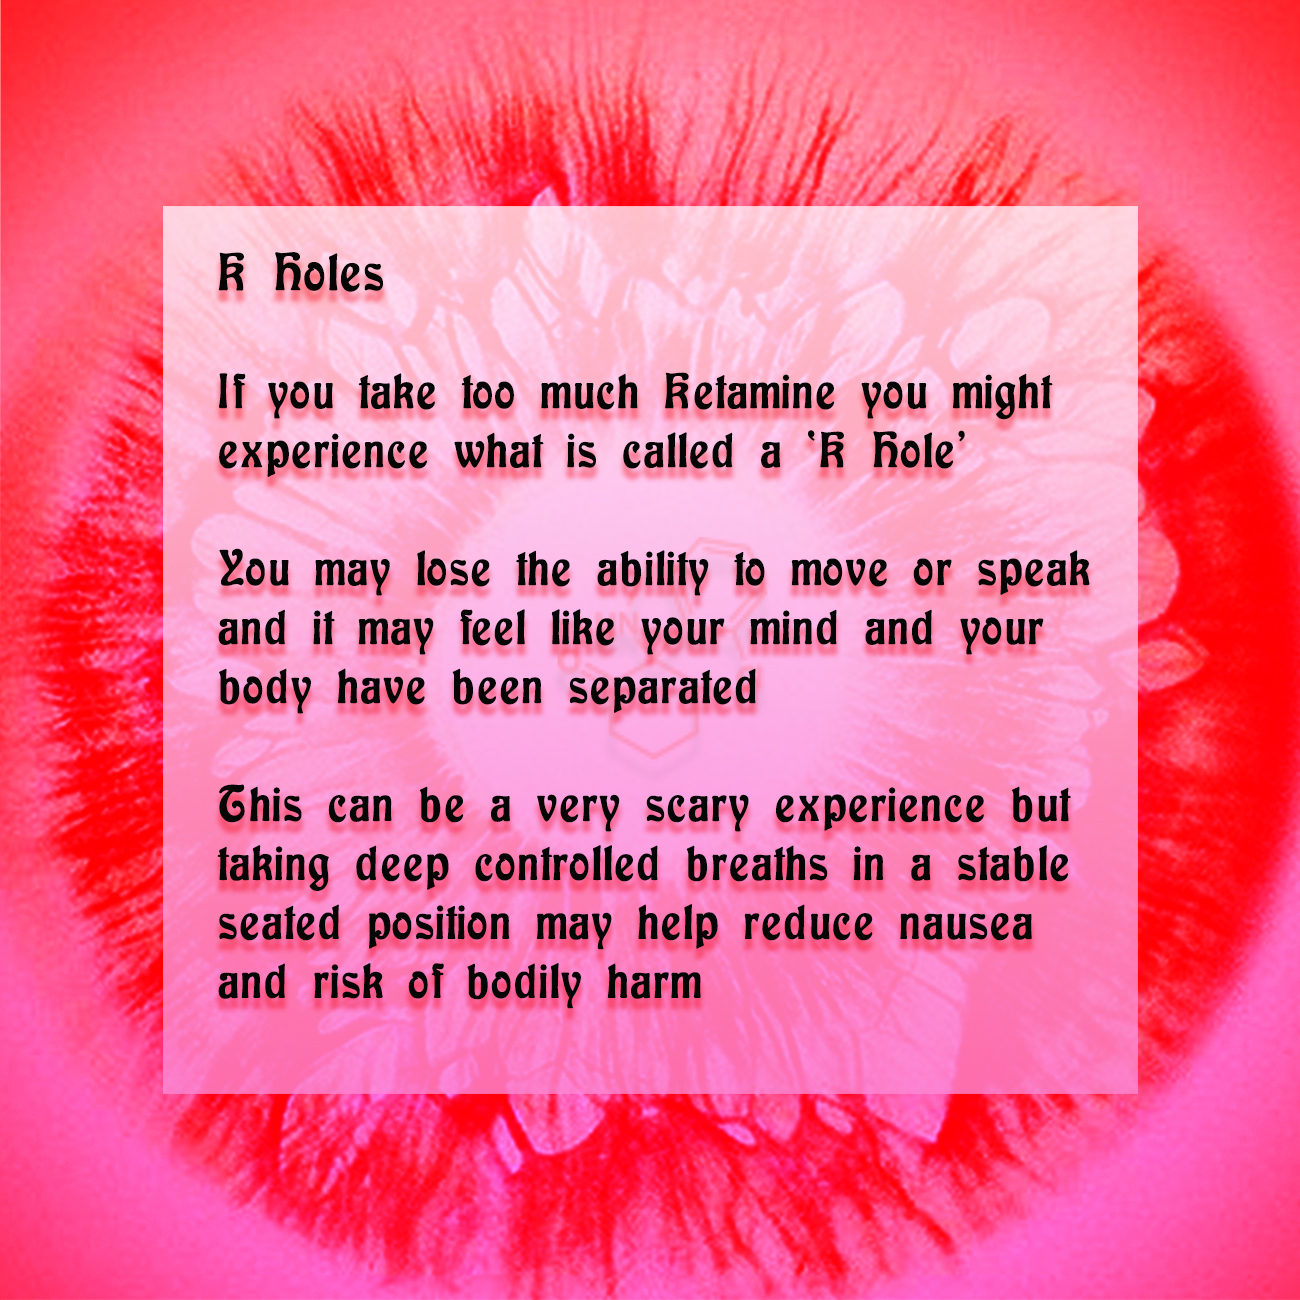 K Holes
If you take too much Ketamine you might
experience what is called a ‘K Hole’
You may lose the ability to move or speak
and it may feel like your mind and your
body have been separated
This can be a very scary experience but
taking deep controlled breaths in a stable
seated position may help reduce nausea
and risk of bodily harm